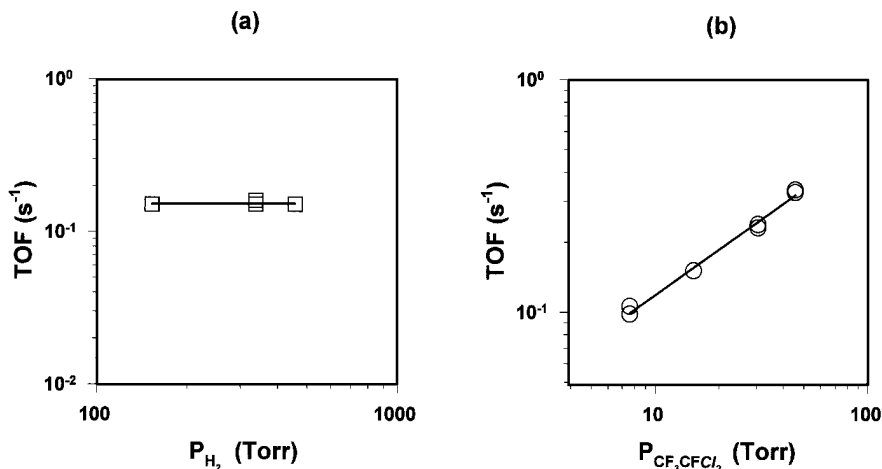 (a)
(b)
10⁰
10⁻¹
10⁻²
TOF (s⁻¹)
100
1000
P_H₂ (Torr)
10⁰
10⁻¹
TOF (s⁻¹)
10
100
P_CF₃CFCl₂ (Torr)